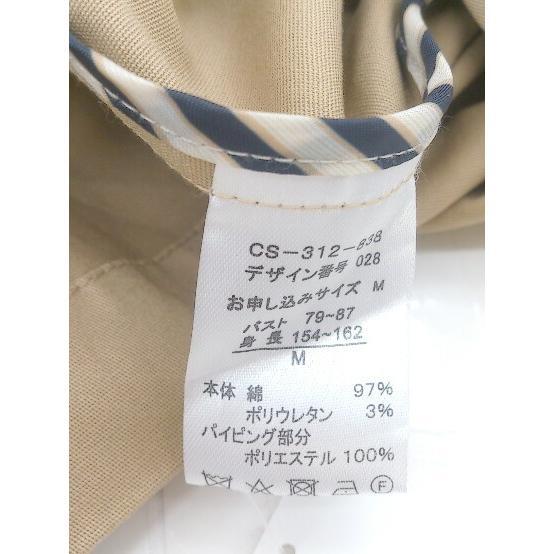 CS-312-838
デザイン番号 028
お申し込みサイズ M
バスト 79~87
身長 154~162
M
本体 綿 97%
ポリウレタン 3%
パイピング部分
ポリエステル 100%
F